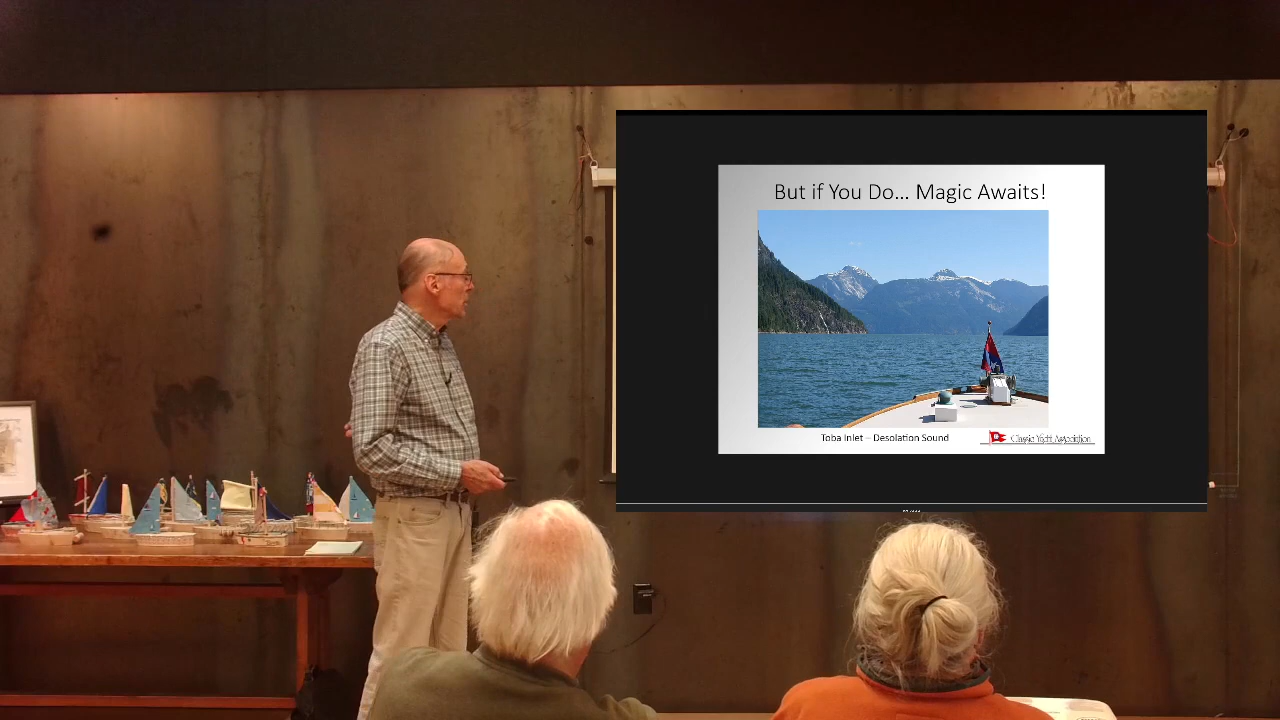 But if You Do... Magic Awaits!
Toba Inlet – Desolation Sound
Classic Yacht Association